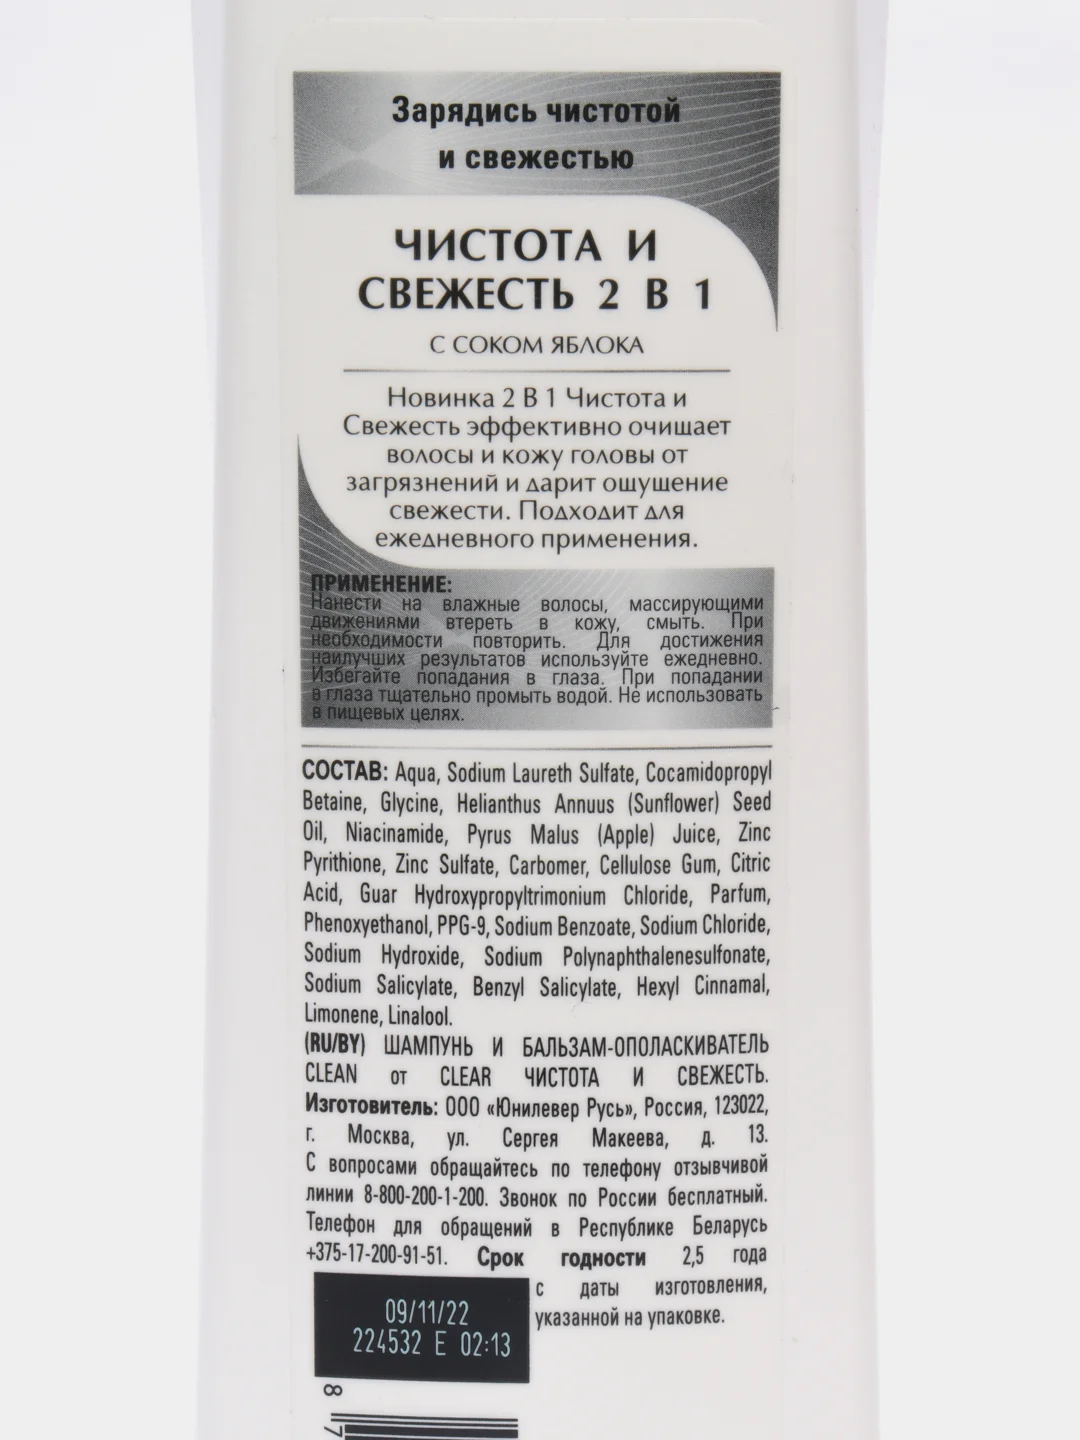 Зарядись чистотой
и свежестью
ЧИСТОТА И
СВЕЖЕСТЬ 2 В 1
С СОКОМ ЯБЛОКА
Новинка 2 В 1 Чистота и
Свежесть эффективно очищает
волосы и кожу головы от
загрязнений и дарит ощущение
свежести. Подходит для
ежедневного применения.
ПРИМЕНЕНИЕ:
Нанести на влажные волосы, массирующими
движениями втереть в кожу, смыть. При
необходимости повторить. Для достижения
наилучших результатов используйте ежедневно.
Избегайте попадания в глаза. При попадании
в глаза тщательно промыть водой. Не использовать
в пищевых целях.
СОСТАВ: Aqua, Sodium Laureth Sulfate, Cocamidopropyl
Betaine, Glycine, Helianthus Annuus (Sunflower) Seed
Oil, Niacinamide, Pyrus Malus (Apple) Juice, Zinc
Pyrithione, Zinc Sulfate, Carbomer, Cellulose Gum, Citric
Acid, Guar Hydroxypropyltrimonium Chloride, Parfum,
Phenoxyethanol, PPG-9, Sodium Benzoate, Sodium Chloride,
Sodium Hydroxide, Sodium Polynaphthalenesulfonate,
Sodium Salicylate, Benzyl Salicylate, Hexyl Cinnamal,
Limonene, Linalool.
(RU/BY) ШАМПУНЬ И БАЛЬЗАМ-ОПОЛАСКИВАТЕЛЬ
CLEAN от CLEAR ЧИСТОТА И СВЕЖЕСТЬ.
Изготовитель: ООО «Юнилевер Русь», Россия, 123022,
г. Москва, ул. Сергея Макеева, д. 13.
С вопросами обращайтесь по телефону отзывчивой
линии 8-800-200-1-200. Звонок по России бесплатный.
Телефон для обращений в Республике Беларусь
+375-17-200-91-51. Срок годности 2,5 года
с даты изготовления,
указанной на упаковке.
09/11/22
224532 E 02:13
8
7